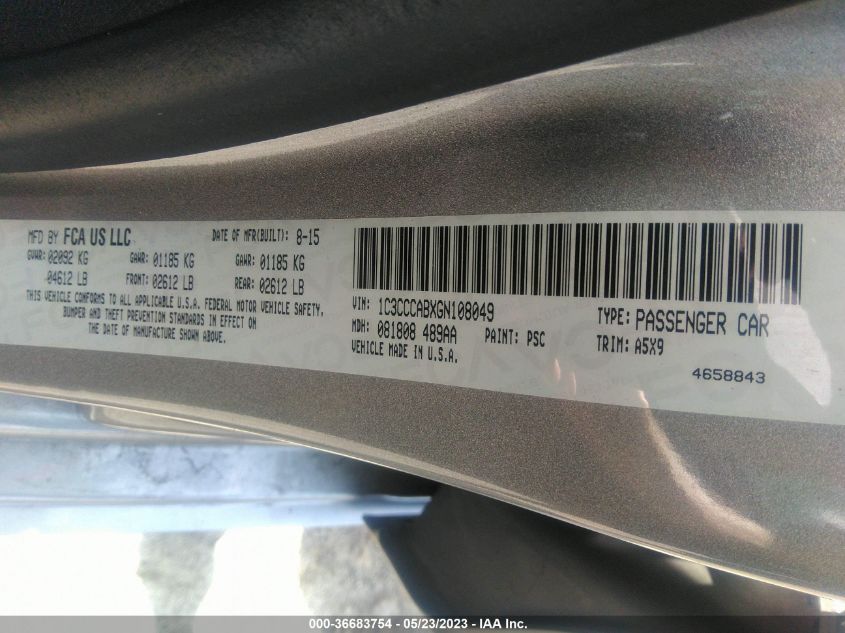 MFD BY FCA US LLC
DATE OF MFR(BUILT): 8-15
GVWR: 02092 KG GAWR: 01185 KG GAWR: 01185 KG
04612 LB FRONT: 02612 LB REAR: 02612 LB
THIS VEHICLE CONFORMS TO ALL APPLICABLE U.S.A. FEDERAL MOTOR VEHICLE SAFETY,
BUMPER AND THEFT PREVENTION STANDARDS IN EFFECT ON
THE DATE OF MANUFACTURE SHOWN ABOVE.
VIN: 1C3CCCABXGN108049
TYPE: PASSENGER CAR
MDH: 081808 489AA PAINT: PSC
TRIM: A5X9
VEHICLE MADE IN U.S.A.
4658843
000-36683754 - 05/23/2023 - IAA Inc.